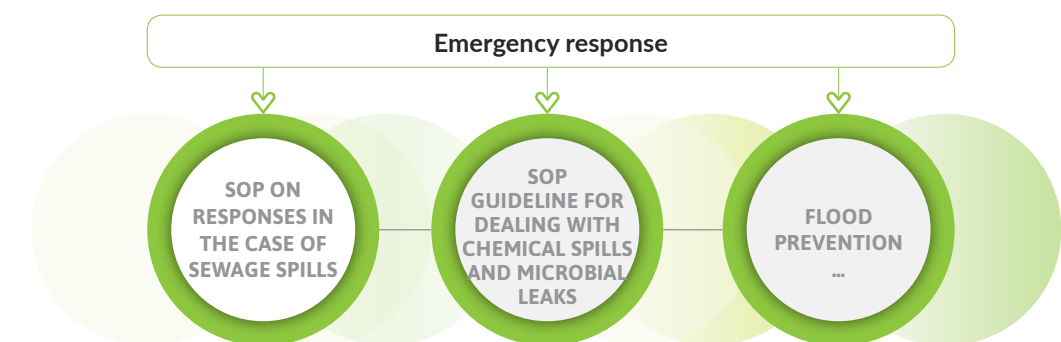 Emergency response
SOP ON
RESPONSES IN
THE CASE OF
SEWAGE SPILLS
SOP
GUIDELINE FOR
DEALING WITH
CHEMICAL SPILLS
AND MICROBIAL
LEAKS
FLOOD
PREVENTION
...